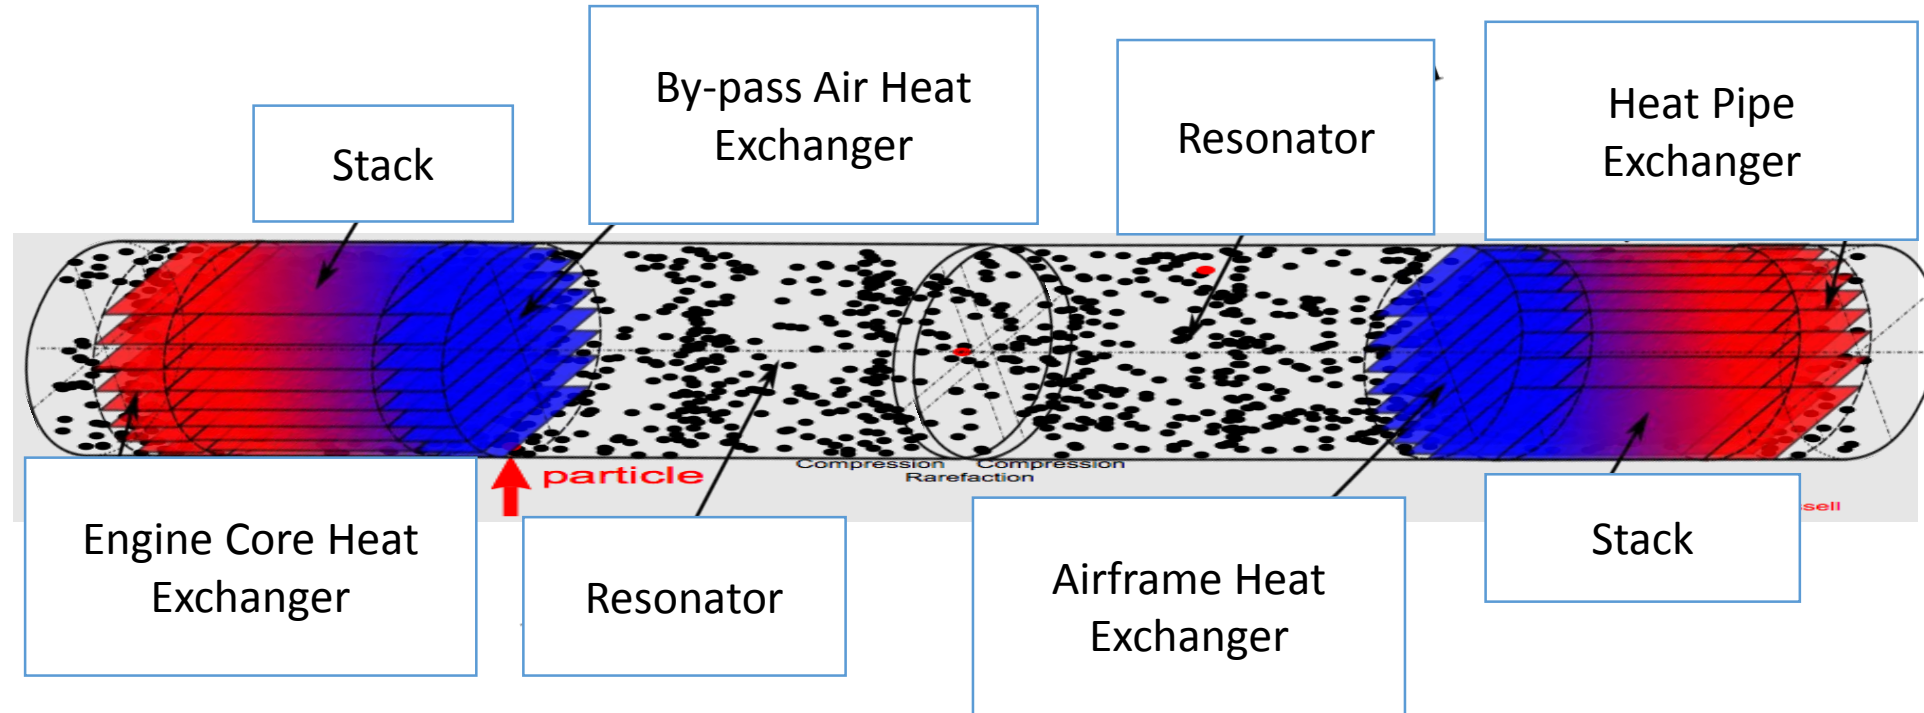 Stack
By-pass Air Heat
Exchanger
Resonator
Heat Pipe
Exchanger
particle
Compression Compression
Rarefaction
Engine Core Heat
Exchanger
Resonator
Airframe Heat
Exchanger
Stack
ssell